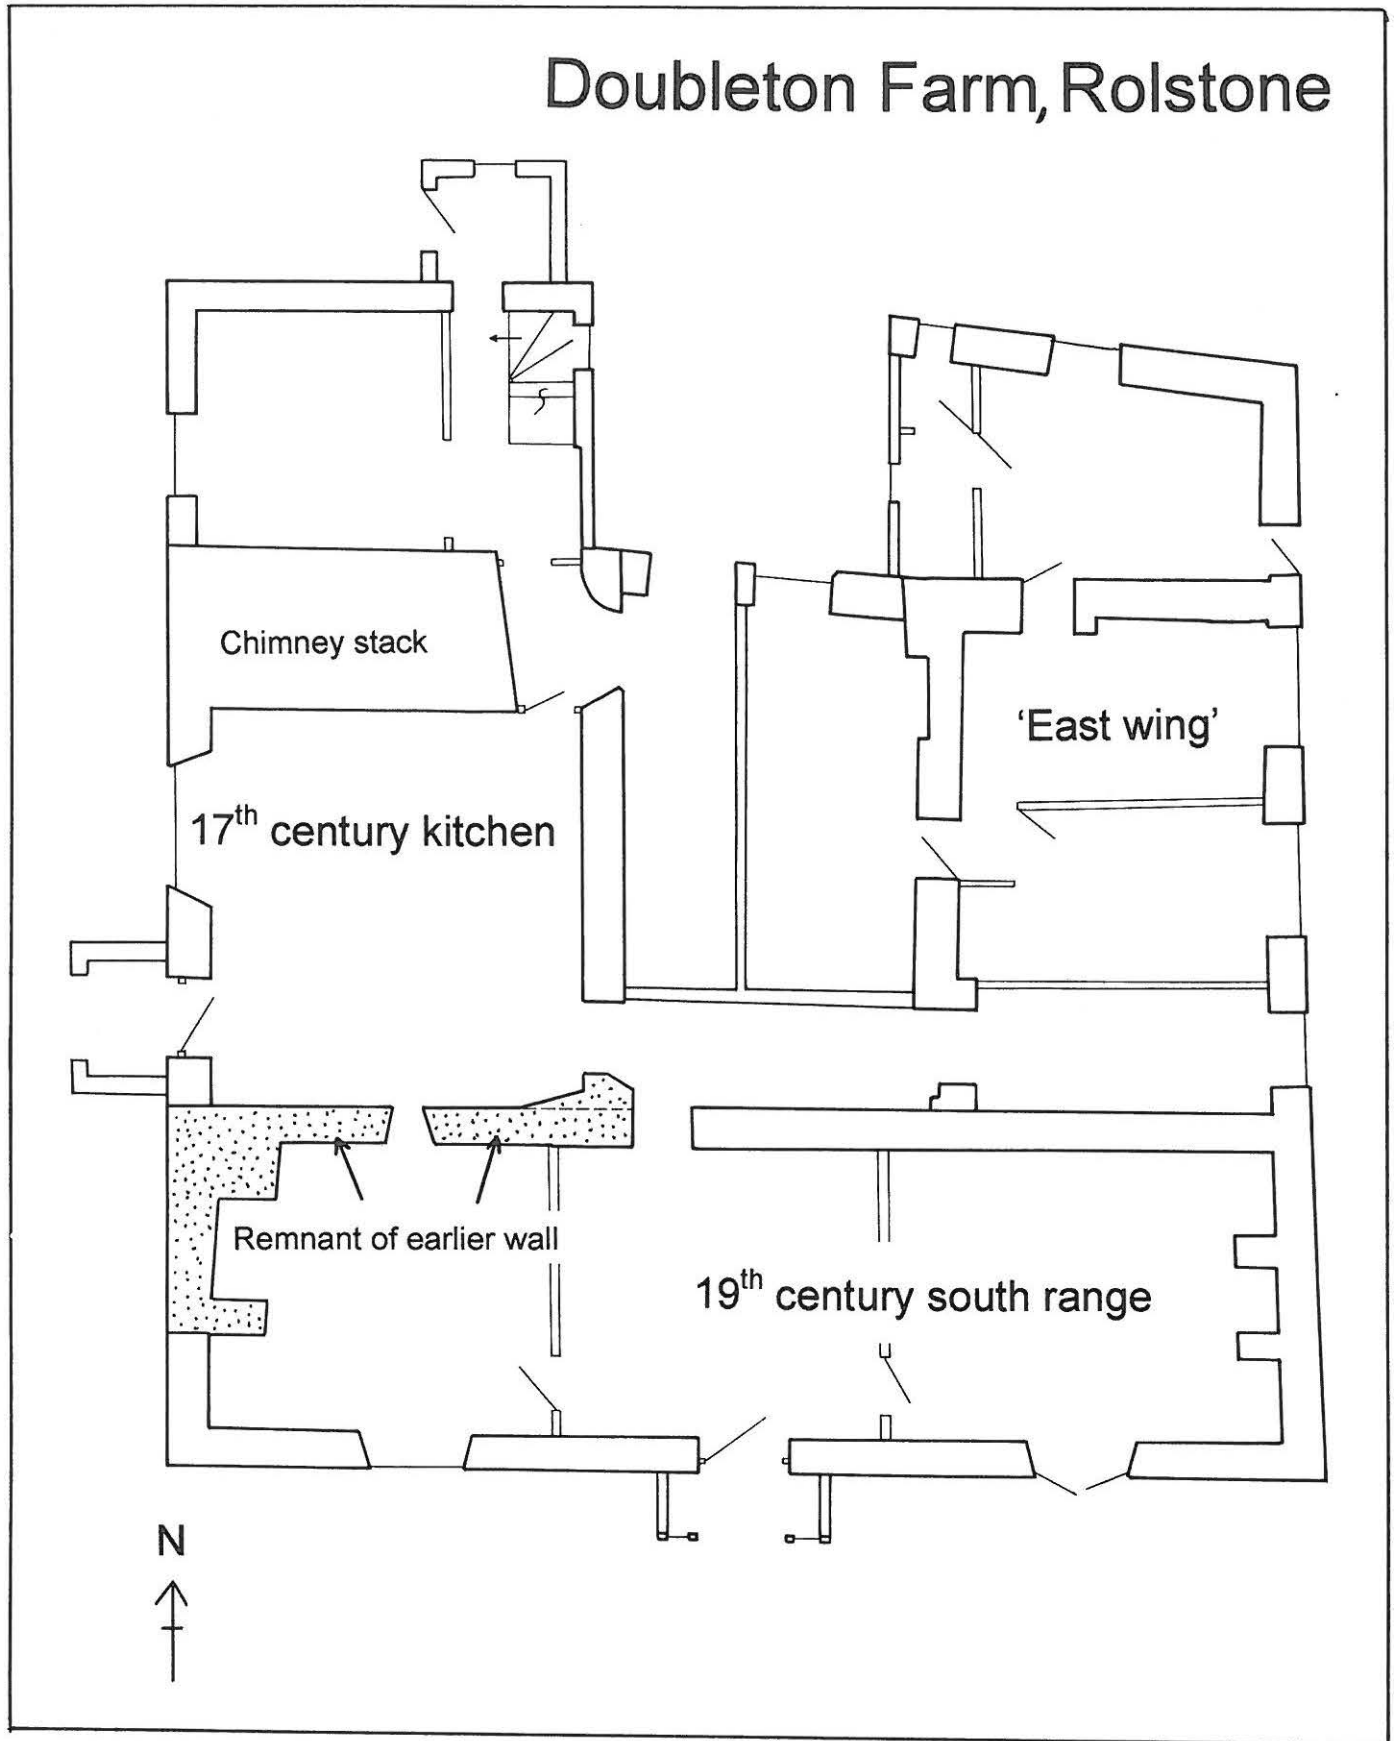 Doubleton Farm, Rolstone
Chimney stack
'East wing'
17th century kitchen
Remnant of earlier wall
19th century south range
N